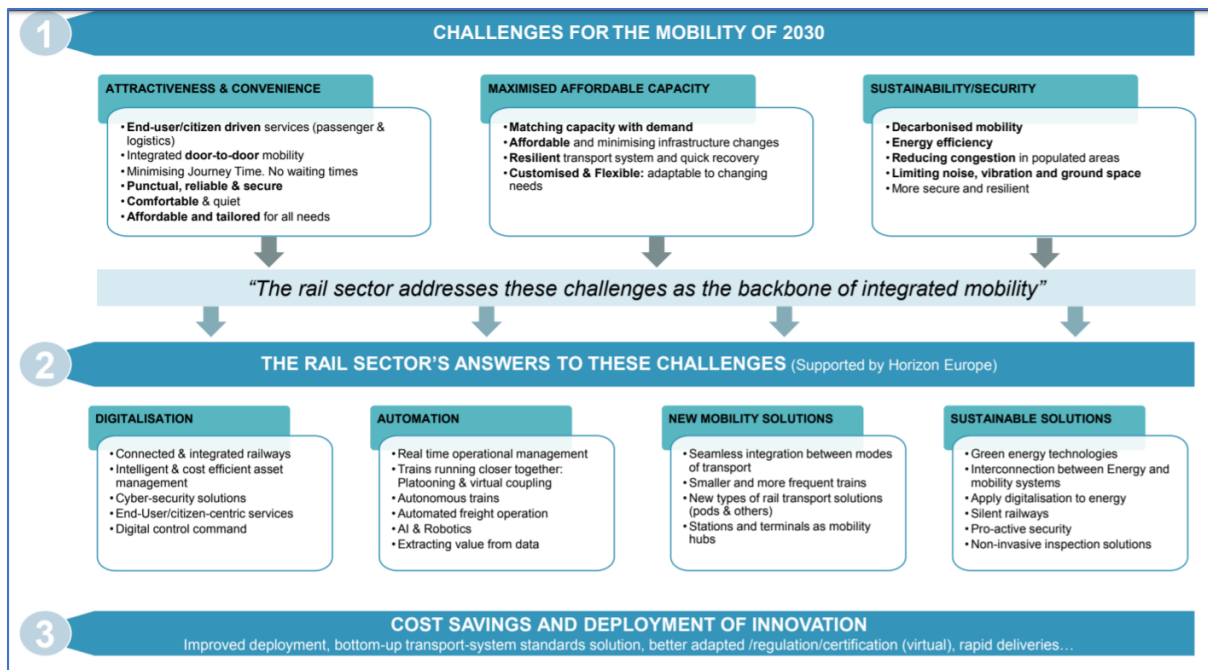 1
CHALLENGES FOR THE MOBILITY OF 2030
ATTRACTIVENESS & CONVENIENCE
• End-user/citizen driven services (passenger &
logistics)
• Integrated door-to-door mobility
• Minimising Journey Time. No waiting times
• Punctual, reliable & secure
• Comfortable & quiet
• Affordable and tailored for all needs
MAXIMISED AFFORDABLE CAPACITY
• Matching capacity with demand
• Affordable and minimising infrastructure changes
• Resilient transport system and quick recovery
• Customised & Flexible: adaptable to changing
needs
SUSTAINABILITY/SECURITY
• Decarbonised mobility
• Energy efficiency
• Reducing congestion in populated areas
• Limiting noise, vibration and ground space
• More secure and resilient
“The rail sector addresses these challenges as the backbone of integrated mobility”
2
THE RAIL SECTOR’S ANSWERS TO THESE CHALLENGES (Supported by Horizon Europe)
DIGITALISATION
• Connected & integrated railways
• Intelligent & cost efficient asset
management
• Cyber-security solutions
• End-User/citizen-centric services
• Digital control command
AUTOMATION
• Real time operational management
• Trains running closer together:
Platooning & virtual coupling
• Autonomous trains
• Automated freight operation
• AI & Robotics
• Extracting value from data
NEW MOBILITY SOLUTIONS
• Seamless integration between modes
of transport
• Smaller and more frequent trains
• New types of rail transport solutions
(pods & others)
• Stations and terminals as mobility
hubs
SUSTAINABLE SOLUTIONS
• Green energy technologies
• Interconnection between Energy and
mobility systems
• Apply digitalisation to energy
• Silent railways
• Pro-active security
• Non-invasive inspection solutions
3
COST SAVINGS AND DEPLOYMENT OF INNOVATION
Improved deployment, bottom-up transport-system standards solution, better adapted /regulation/certification (virtual), rapid deliveries…